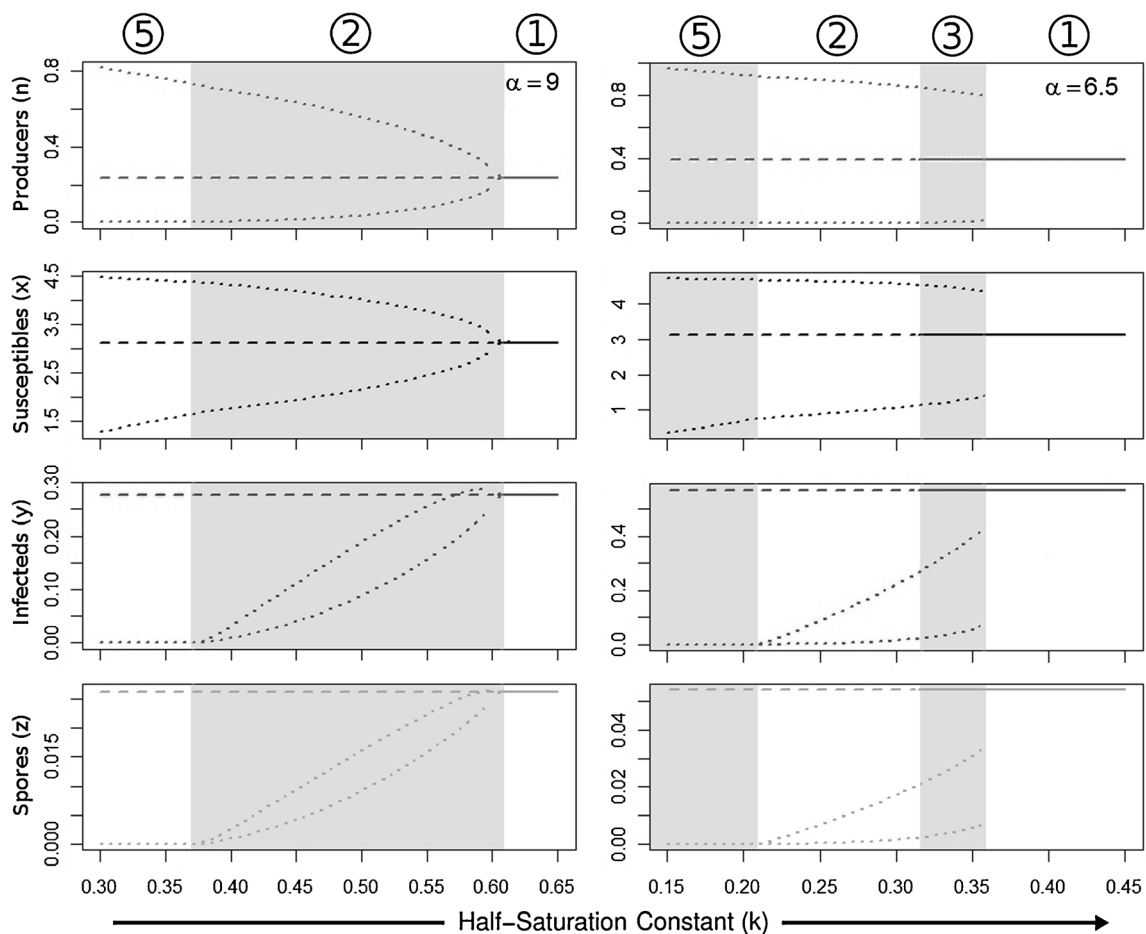 ⑤ ② ① ⑤ ② ③ ①
Producers (n)
0.8
0.4
0.0
α = 9
0.8
0.4
0.0
α = 6.5
Susceptibles (x)
4.5
3.5
2.5
1.5
4
3
2
1
Infecteds (y)
0.30
0.20
0.10
0.00
0.4
0.2
0.0
Spores (z)
0.015
0.000
0.04
0.02
0.00
0.30 0.35 0.40 0.45 0.50 0.55 0.60 0.65 0.15 0.20 0.25 0.30 0.35 0.40 0.45
Half-Saturation Constant (k)